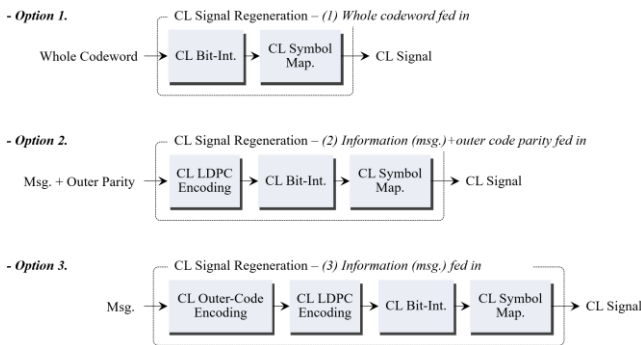 - Option 1.
CL Signal Regeneration – (1) Whole codeword fed in
Whole Codeword
CL Bit-Int.
CL Symbol
Map.
CL Signal
- Option 2.
CL Signal Regeneration – (2) Information (msg.)+outer code parity fed in
Msg. + Outer Parity
CL LDPC
Encoding
CL Bit-Int.
CL Symbol
Map.
CL Signal
- Option 3.
CL Signal Regeneration – (3) Information (msg.) fed in
Msg.
CL Outer-Code
Encoding
CL LDPC
Encoding
CL Bit-Int.
CL Symbol
Map.
CL Signal